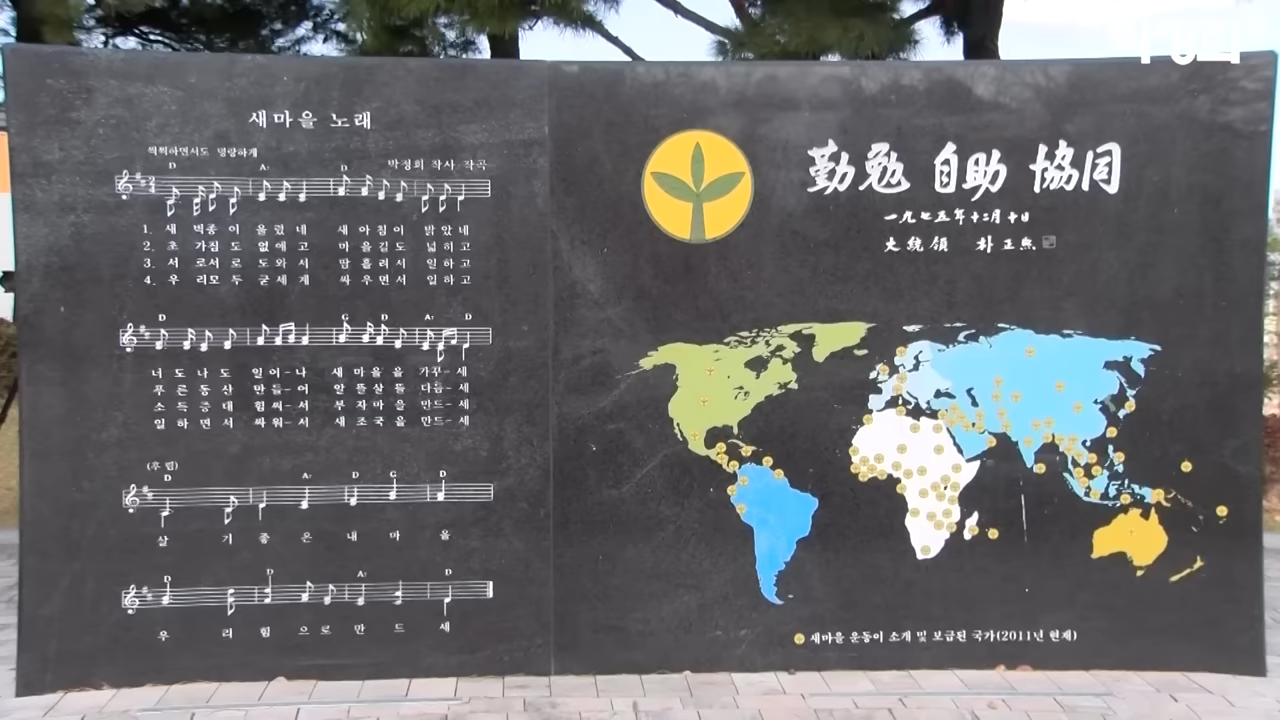 새마을 노래
씩씩하면서도 명랑하게
박정희 작사 작곡
D A7 D
1. 새 벽종 이 울렸네 새 아침이 밝았네
2. 초 가집 도 없애고 마을길도 넓히고
3. 서 로서 로 도와서 땀 흘려서 일하고
4. 우 리모 두 굳세게 싸우면서 일하고
D G D A7 D
너 도 나 도 일어-나 새 마을을 가꾸-세
푸 른 동 산 만들-어 알뜰살뜰 다듬-세
소 득 증 대 힘써-서 부자마을 만드-세
일 하 면 서 싸워-서 새조국을 만드-세
(후 렴)
D A7 D G D
살 기 좋 은 내 마 을
D D A7 D
우 리 힘 으로 만 드 세
勤勉 自助 協同
一九七五年十二月十日
大統領 朴正熙
새마을 운동이 소개 및 보급된 국가(2011년 현재)